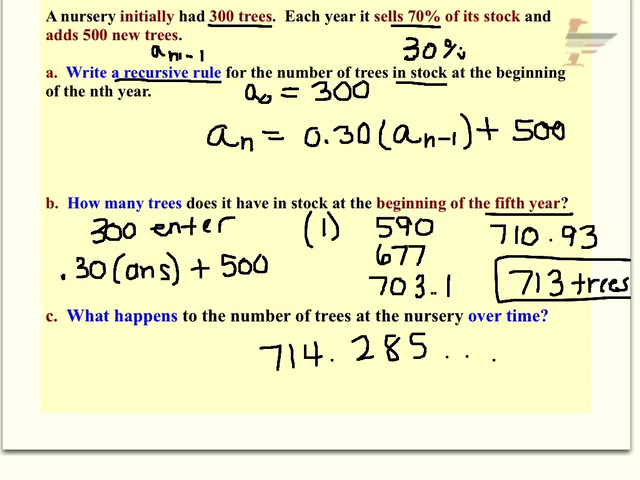 A nursery initially had 300 trees. Each year it sells 70% of its stock and
adds 500 new trees.
an-1 30%
a. Write a recursive rule for the number of trees in stock at the beginning
of the nth year. a0 = 300
an = 0.30(an-1) + 500
b. How many trees does it have in stock at the beginning of the fifth year?
300 enter (1) 590 710.93
.30(ans) + 500 677
703.1 713 trees
c. What happens to the number of trees at the nursery over time?
714.285...